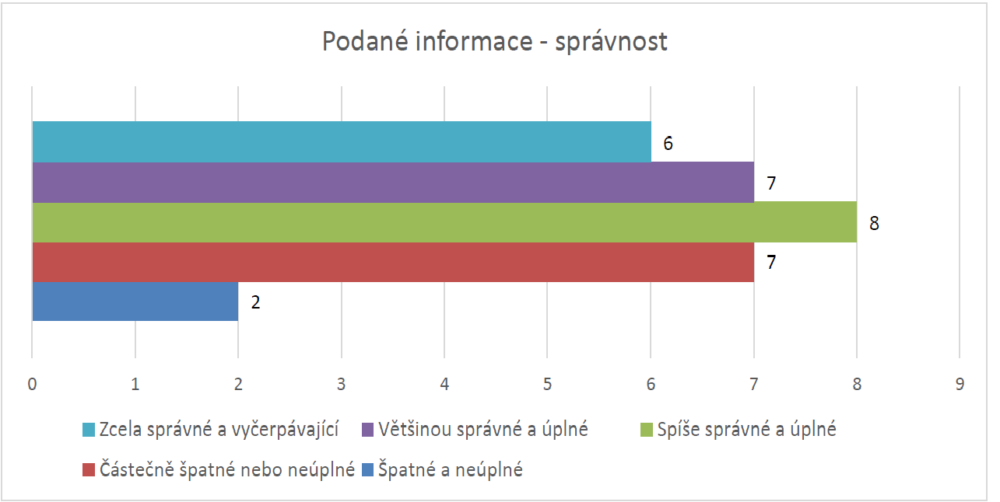 Podané informace - správnost
6
7
8
7
2
0 1 2 3 4 5 6 7 8 9
Zcela správné a vyčerpávající Většinou správné a úplné Spíše správné a úplné
Částečně špatné nebo neúplné Špatné a neúplné